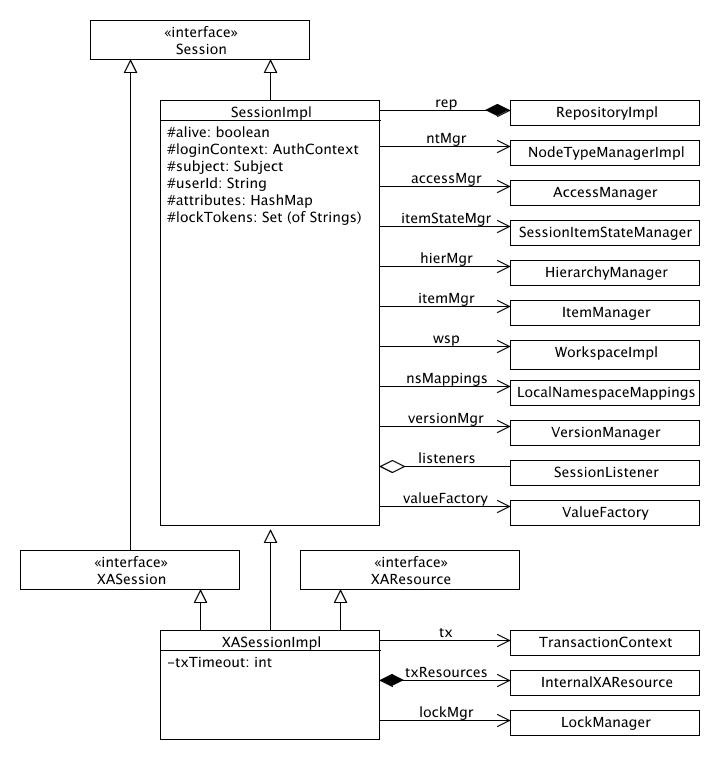 «interface»
Session
SessionImpl
#alive: boolean
#loginContext: AuthContext
#subject: Subject
#userId: String
#attributes: HashMap
#lockTokens: Set (of Strings)
rep
RepositoryImpl
ntMgr
NodeTypeManagerImpl
accessMgr
AccessManager
itemStateMgr
SessionItemStateManager
hierMgr
HierarchyManager
itemMgr
ItemManager
wsp
WorkspaceImpl
nsMappings
LocalNamespaceMappings
versionMgr
VersionManager
listeners
SessionListener
valueFactory
ValueFactory
«interface»
XASession
«interface»
XAResource
XASessionImpl
-txTimeout: int
tx
TransactionContext
txResources
InternalXAResource
lockMgr
LockManager